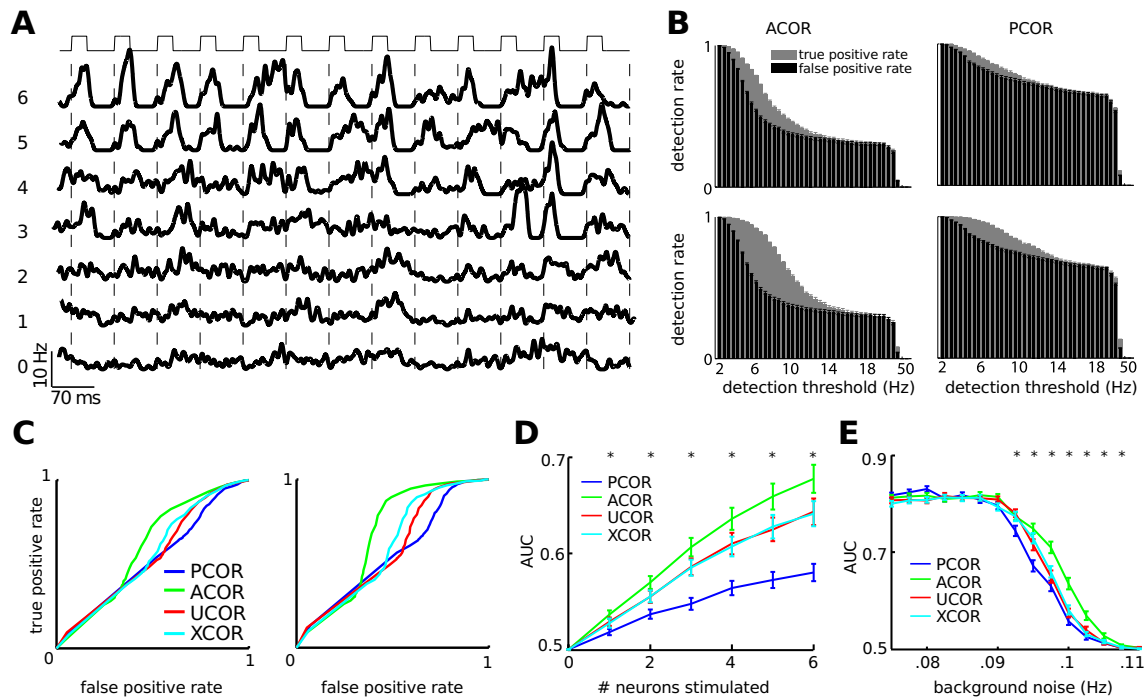 A
6
5
4
3
2
1
0
10 Hz
70 ms
B
ACOR
PCOR
true positive rate
false positive rate
1
1
detection rate
0
0
1
1
detection rate
0
0
2 6 10 12 18 50
2 6 10 12 18 50
detection threshold (Hz)
detection threshold (Hz)
C
1
1
true positive rate
PCOR
ACOR
UCOR
XCOR
0
1
0
1
false positive rate
false positive rate
D
* * * * * *
0.7
PCOR
ACOR
UCOR
XCOR
AUC
0.6
0.5
0 2 4 6
# neurons stimulated
E
* * * * * * *
0.9
AUC
0.7
PCOR
ACOR
UCOR
XCOR
0.5
.08 .09 .1 .11
background noise (Hz)